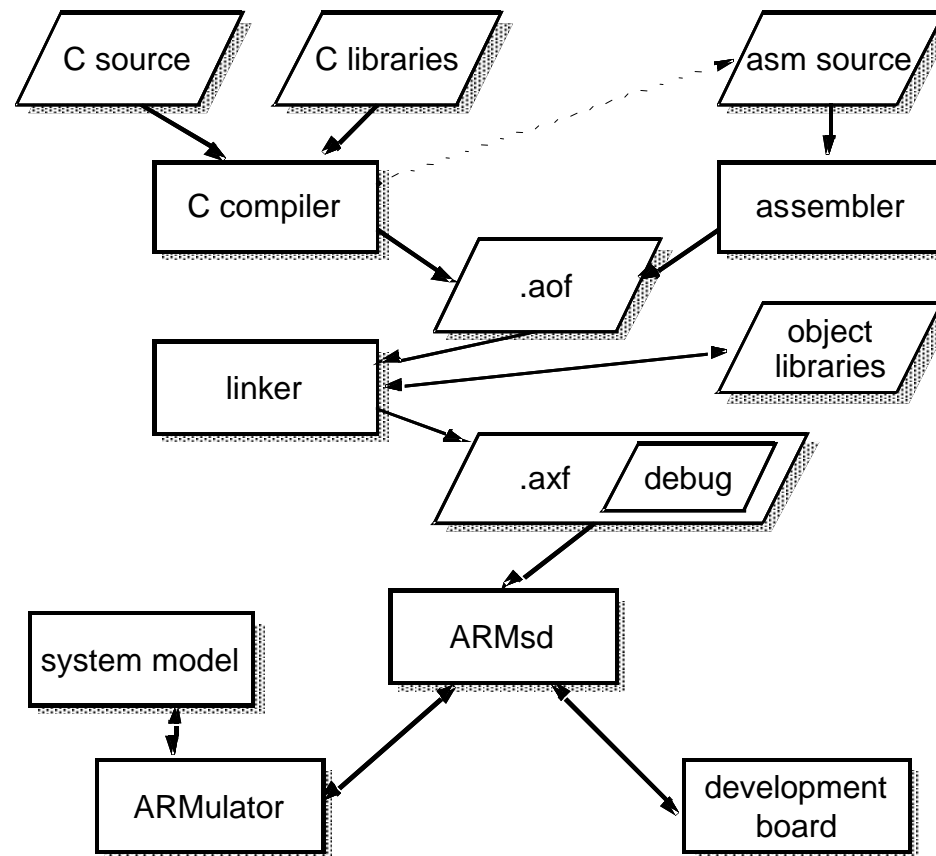 C source
C libraries
asm source
C compiler
assembler
.aof
object
libraries
linker
.axf
debug
ARMsd
system model
ARMulator
development
board